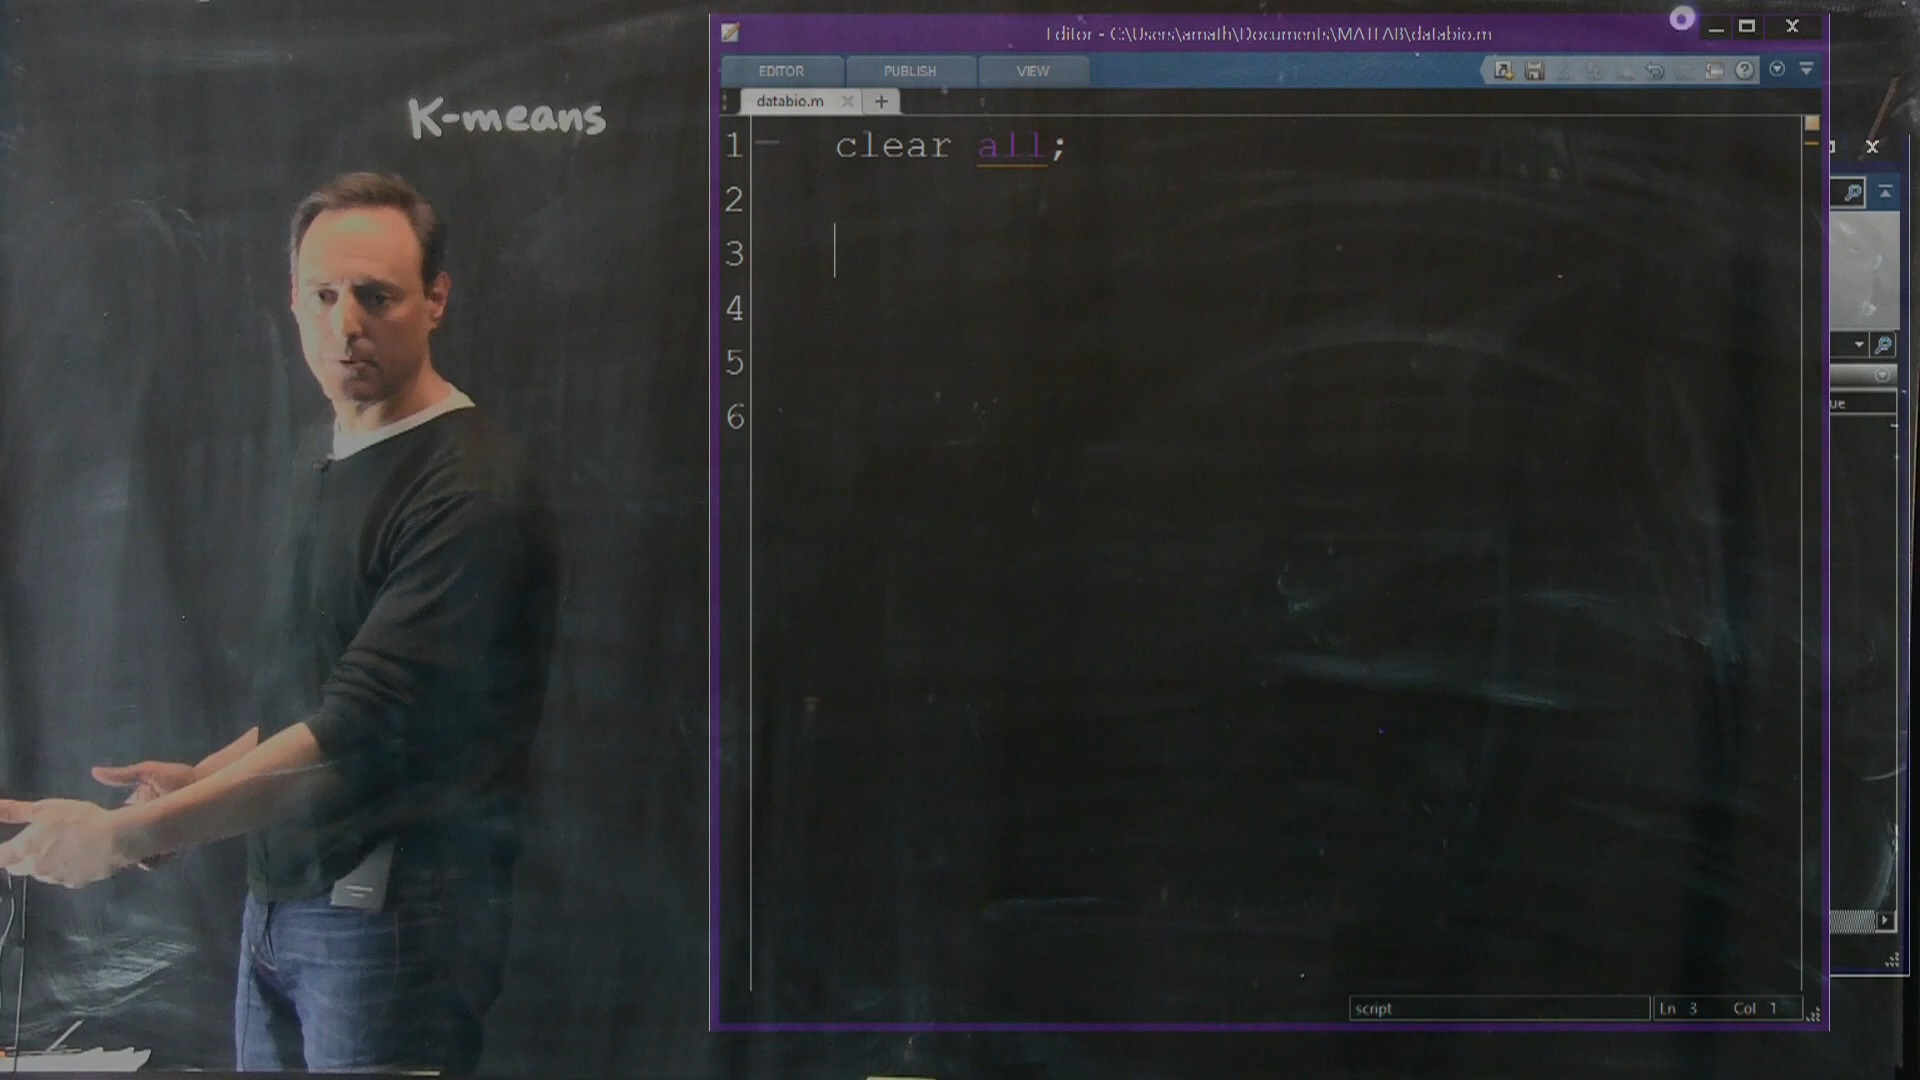 K-means
Editor - C:\Users\amath\Documents\MATLAB\databio.m
EDITOR PUBLISH VIEW
databio.m
1 clear all;
2
3
4
5
6
ue
script Ln 3 Col 1